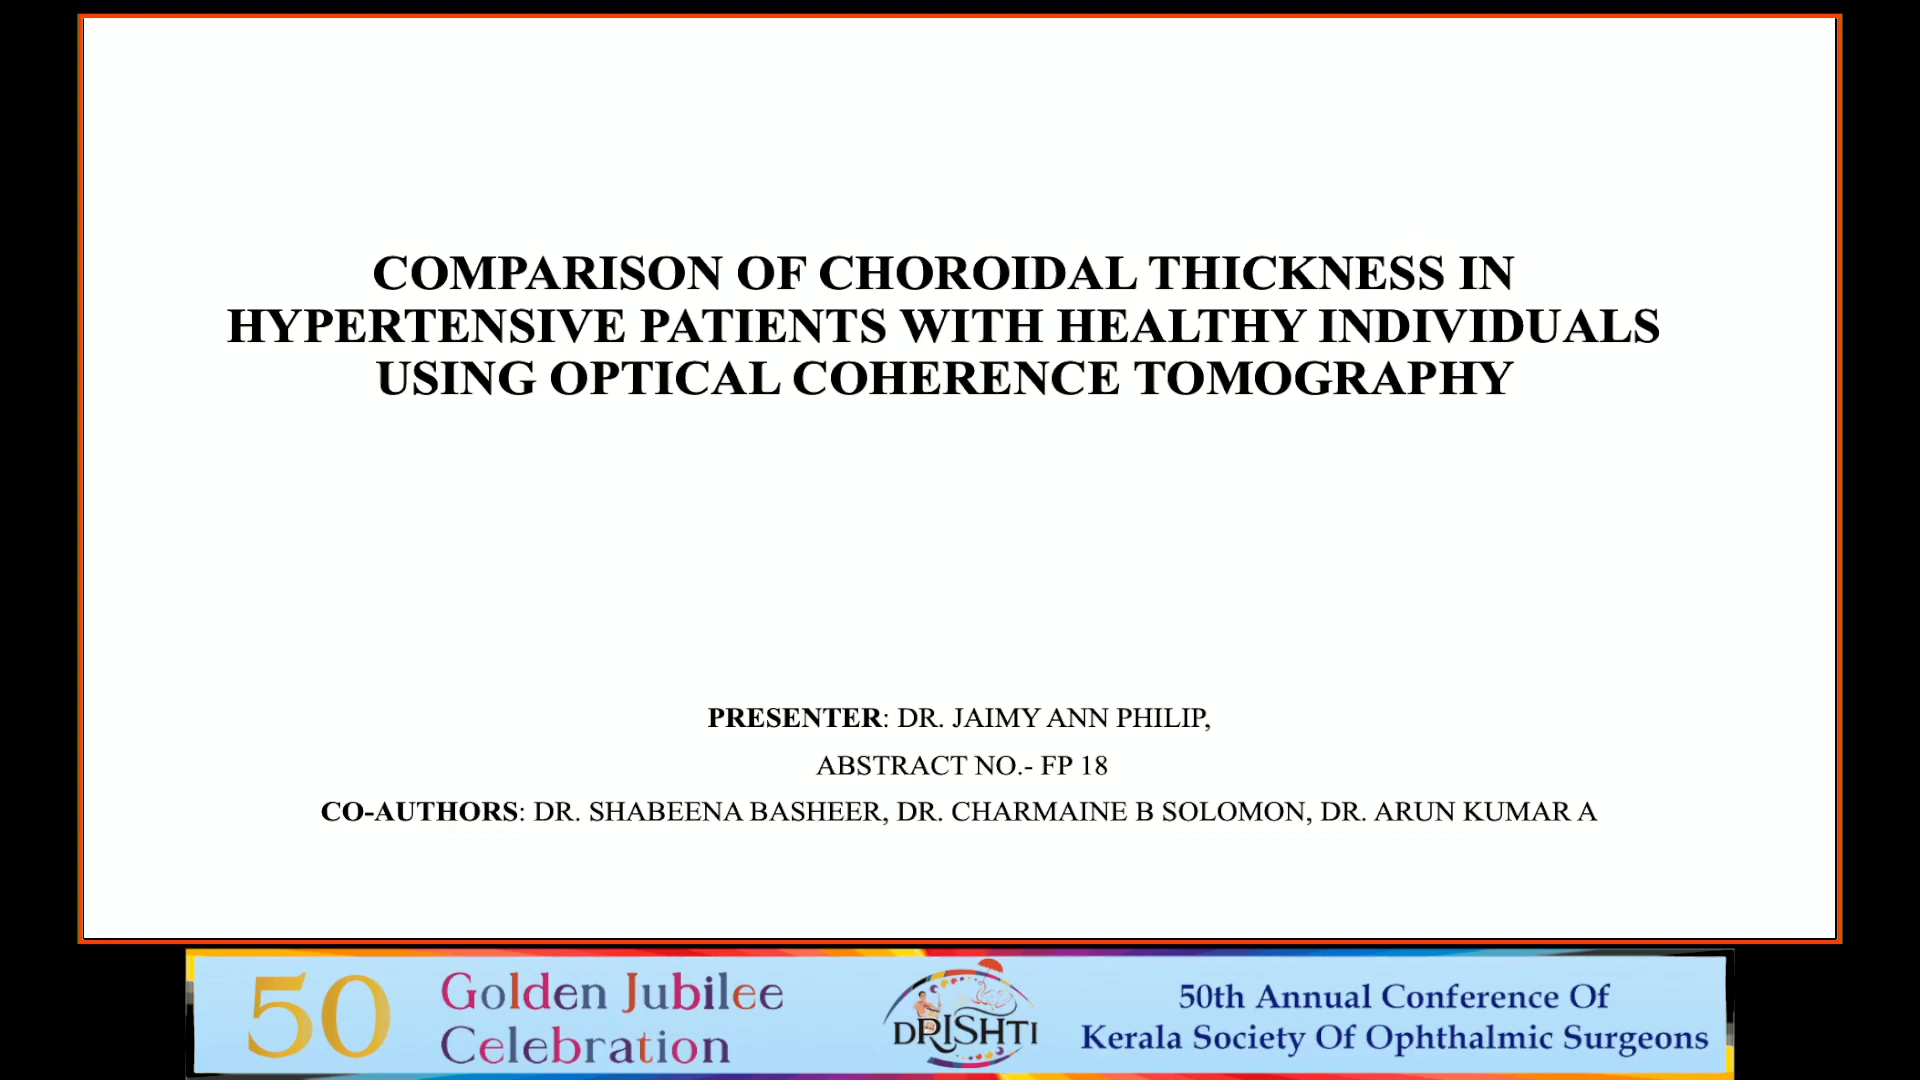 COMPARISON OF CHOROIDAL THICKNESS IN
HYPERTENSIVE PATIENTS WITH HEALTHY INDIVIDUALS
USING OPTICAL COHERENCE TOMOGRAPHY
PRESENTER: DR. JAIMY ANN PHILIP,
ABSTRACT NO.- FP 18
CO-AUTHORS: DR. SHABEENA BASHEER, DR. CHARMAINE B SOLOMON, DR. ARUN KUMAR A
50
Golden Jubilee
Celebration
DRISHTI
50th Annual Conference Of
Kerala Society Of Ophthalmic Surgeons